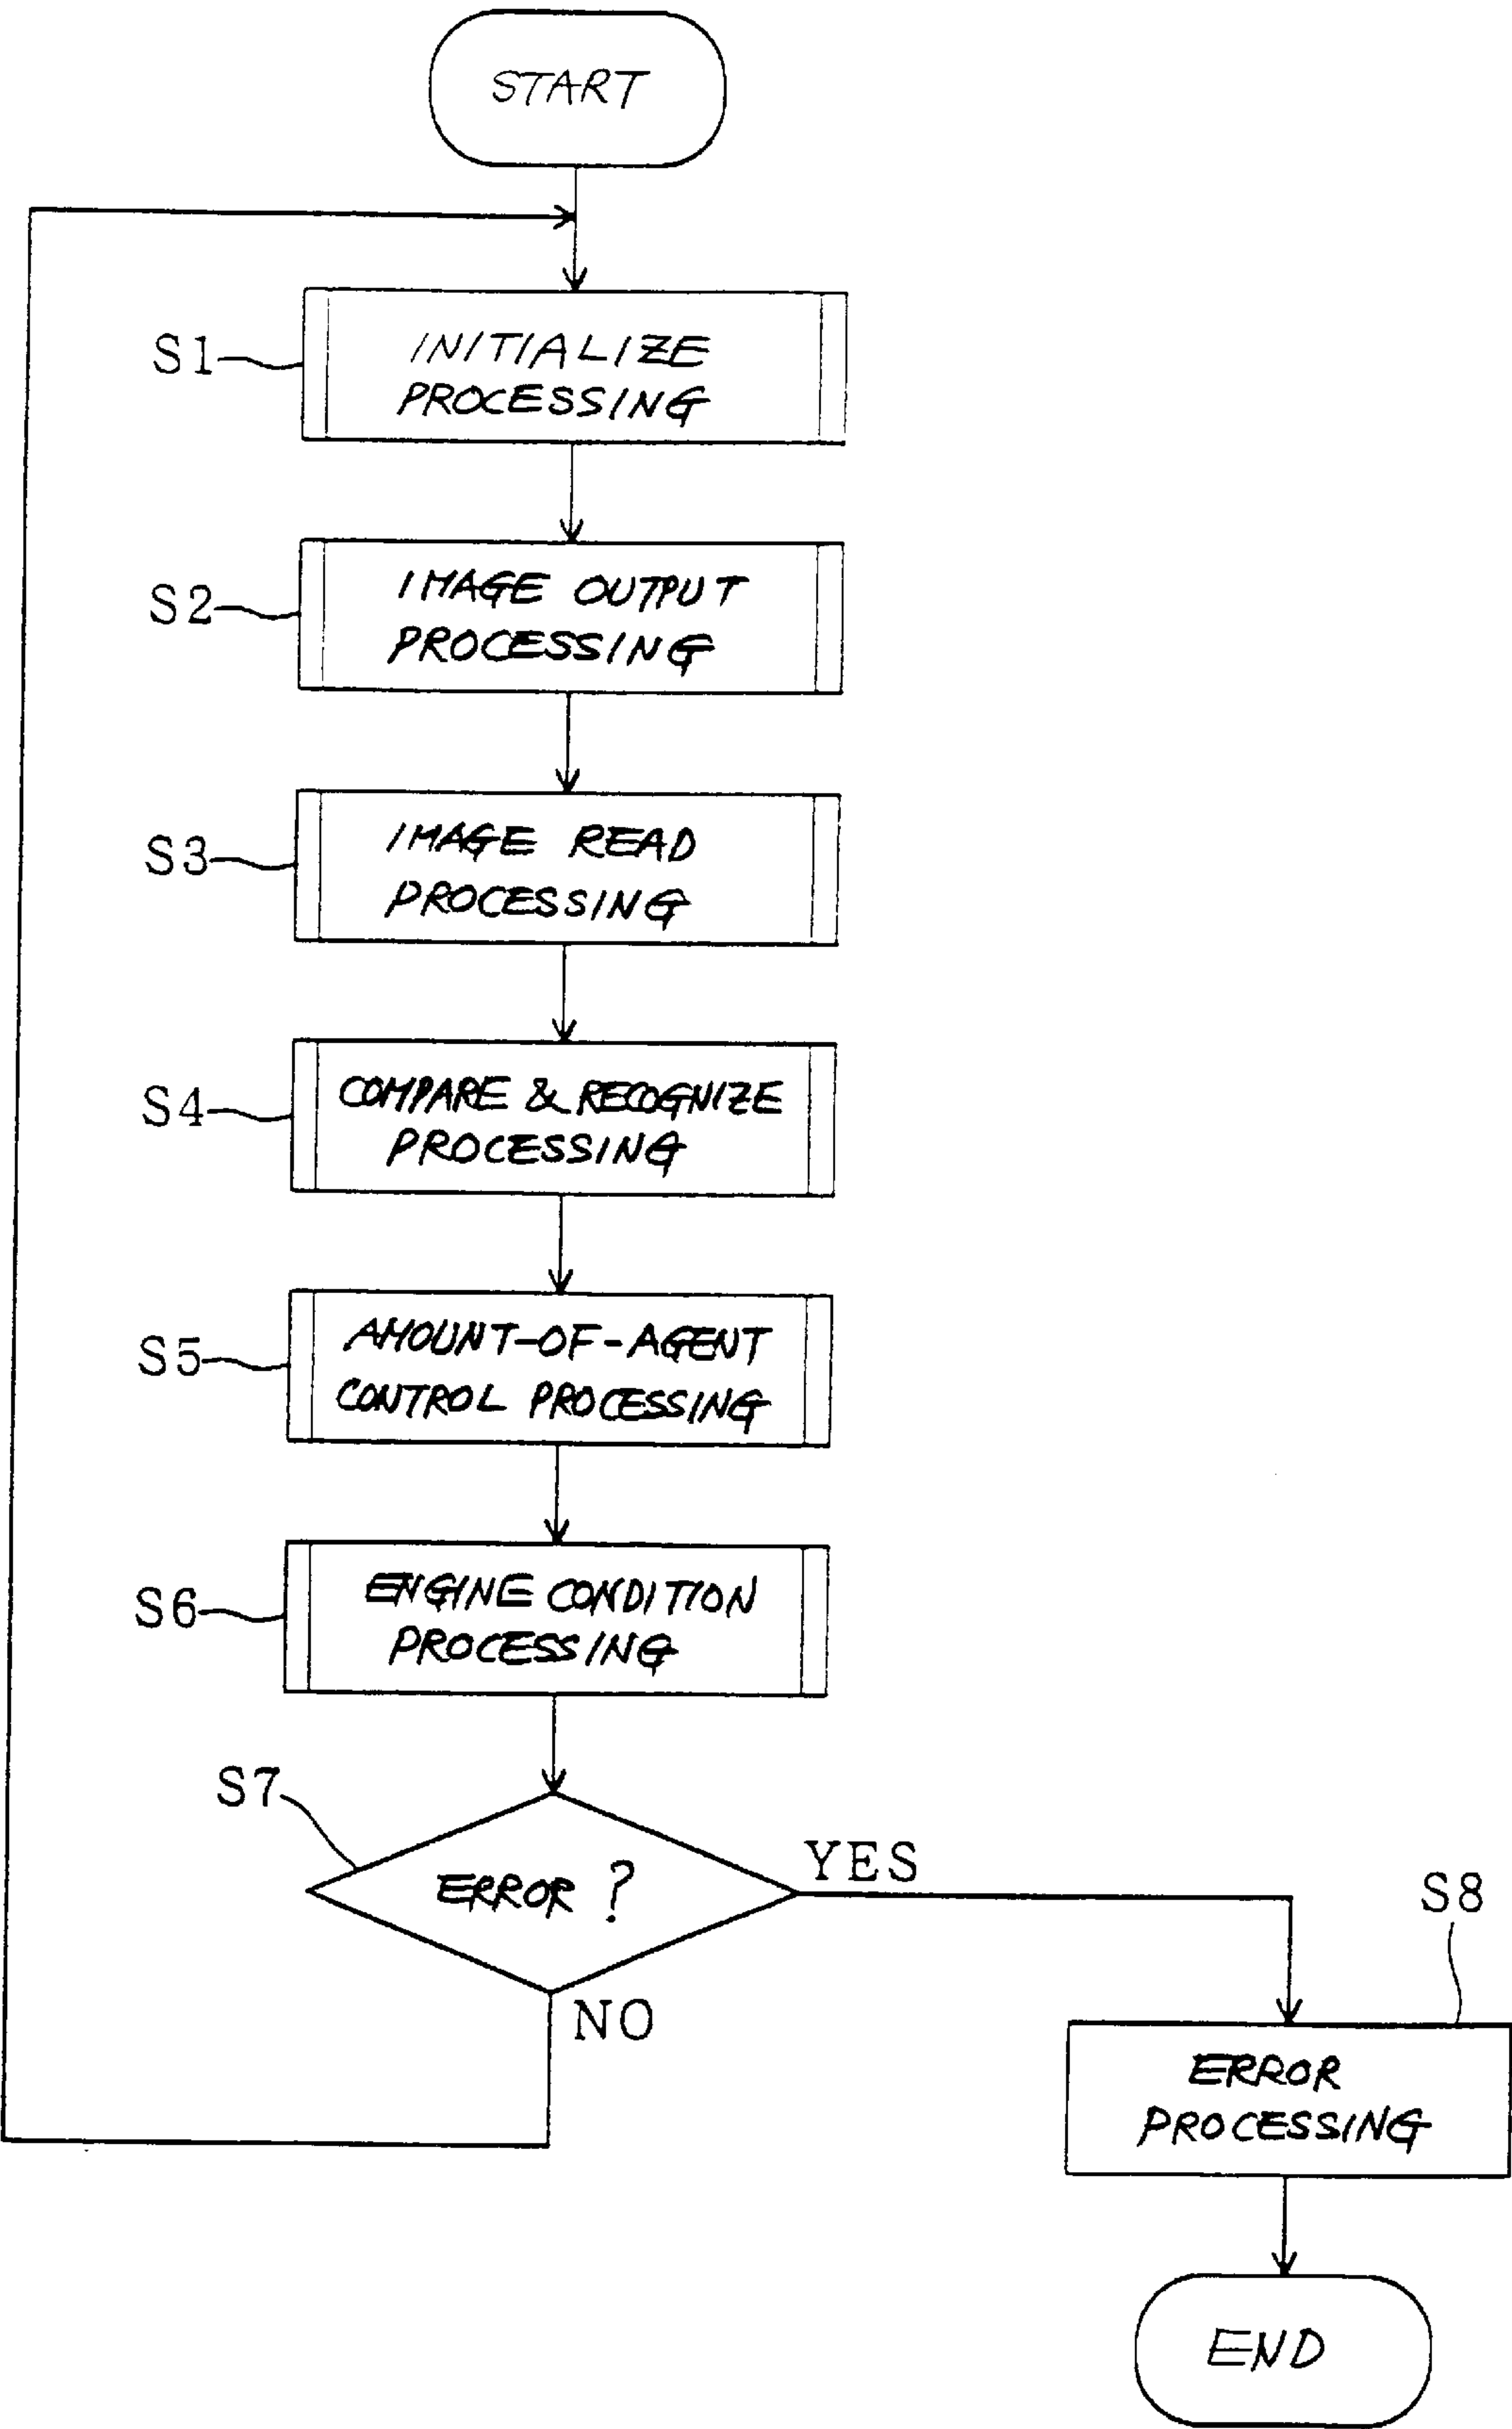 START
S1
INITIALIZE
PROCESSING
S2
IMAGE OUTPUT
PROCESSING
S3
IMAGE READ
PROCESSING
S4
COMPARE & RECOGNIZE
PROCESSING
S5
AMOUNT-OF-AGENT
CONTROL PROCESSING
S6
ENGINE CONDITION
PROCESSING
S7
ERROR ?
YES
NO
S8
ERROR
PROCESSING
END